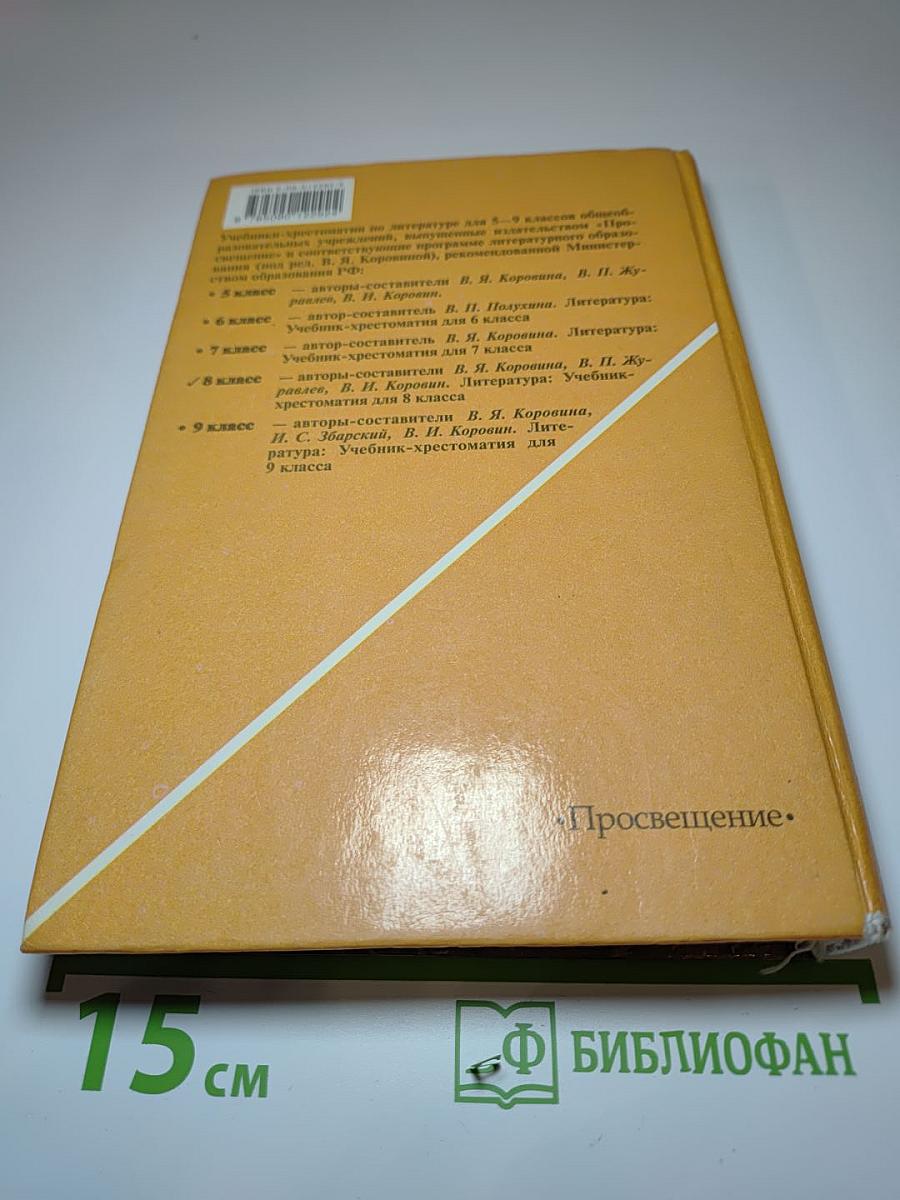 Учебники-хрестоматии по литературе для 5—9 классов общеоб-
разовательных учреждений, выпущенные издательством «Про-
свещение» и соответствующие программе литературного образо-
вания (под ред. В. Я. Коровиной), рекомендованной Министер-
ством образования РФ:
• 5 класс — авторы-составители В. Я. Коровина, В. П. Жу-
равлев, В. И. Коровин.
• 6 класс — автор-составитель В. П. Полухина. Литература:
Учебник-хрестоматия для 6 класса
• 7 класс — автор-составитель В. Я. Коровина. Литература:
Учебник-хрестоматия для 7 класса
✓ 8 класс — авторы-составители В. Я. Коровина, В. П. Жу-
равлев, В. И. Коровин. Литература: Учебник-
хрестоматия для 8 класса
• 9 класс — авторы-составители В. Я. Коровина,
И. С. Збарский, В. И. Коровин. Лите-
ратура: Учебник-хрестоматия для
9 класса
•Просвещение•
15 см
бФ БИБЛИОФАН